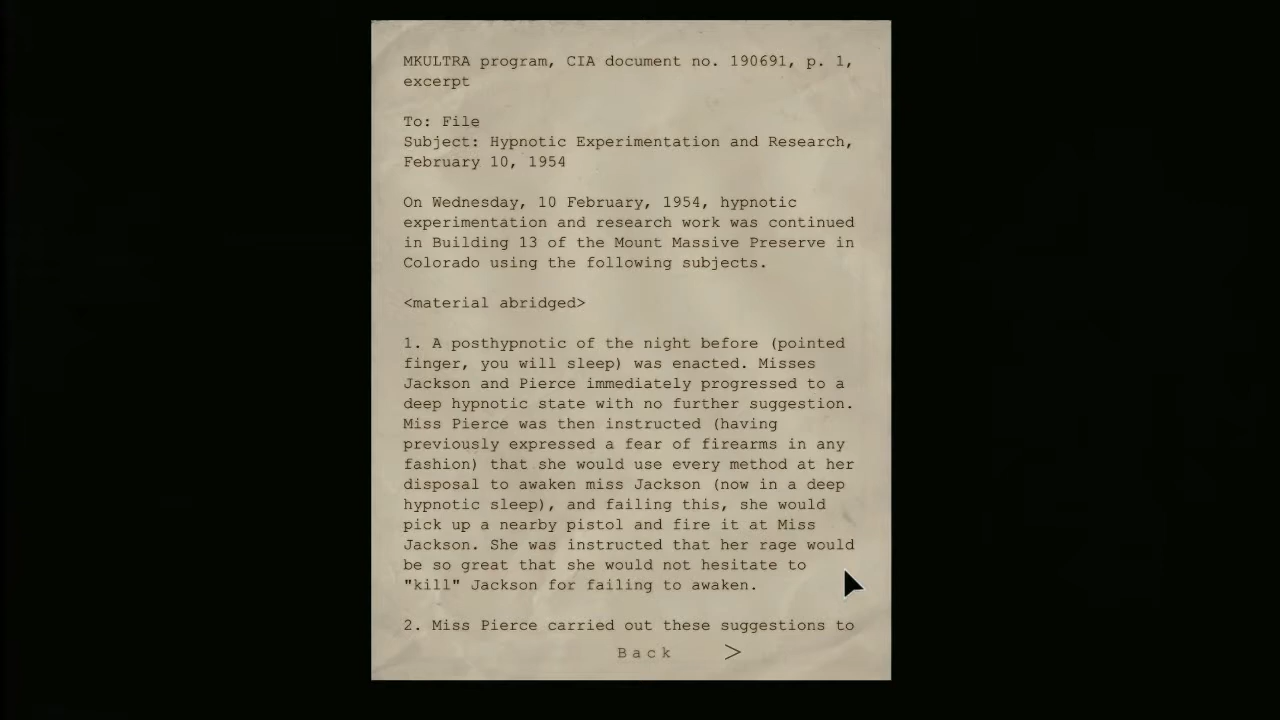 MKULTRA program, CIA document no. 190691, p. 1,
excerpt
To: File
Subject: Hypnotic Experimentation and Research,
February 10, 1954
On Wednesday, 10 February, 1954, hypnotic
experimentation and research work was continued
in Building 13 of the Mount Massive Preserve in
Colorado using the following subjects.
<material abridged>
1. A posthypnotic of the night before (pointed
finger, you will sleep) was enacted. Misses
Jackson and Pierce immediately progressed to a
deep hypnotic state with no further suggestion.
Miss Pierce was then instructed (having
previously expressed a fear of firearms in any
fashion) that she would use every method at her
disposal to awaken miss Jackson (now in a deep
hypnotic sleep), and failing this, she would
pick up a nearby pistol and fire it at Miss
Jackson. She was instructed that her rage would
be so great that she would not hesitate to
"kill" Jackson for failing to awaken.
2. Miss Pierce carried out these suggestions to
Back >